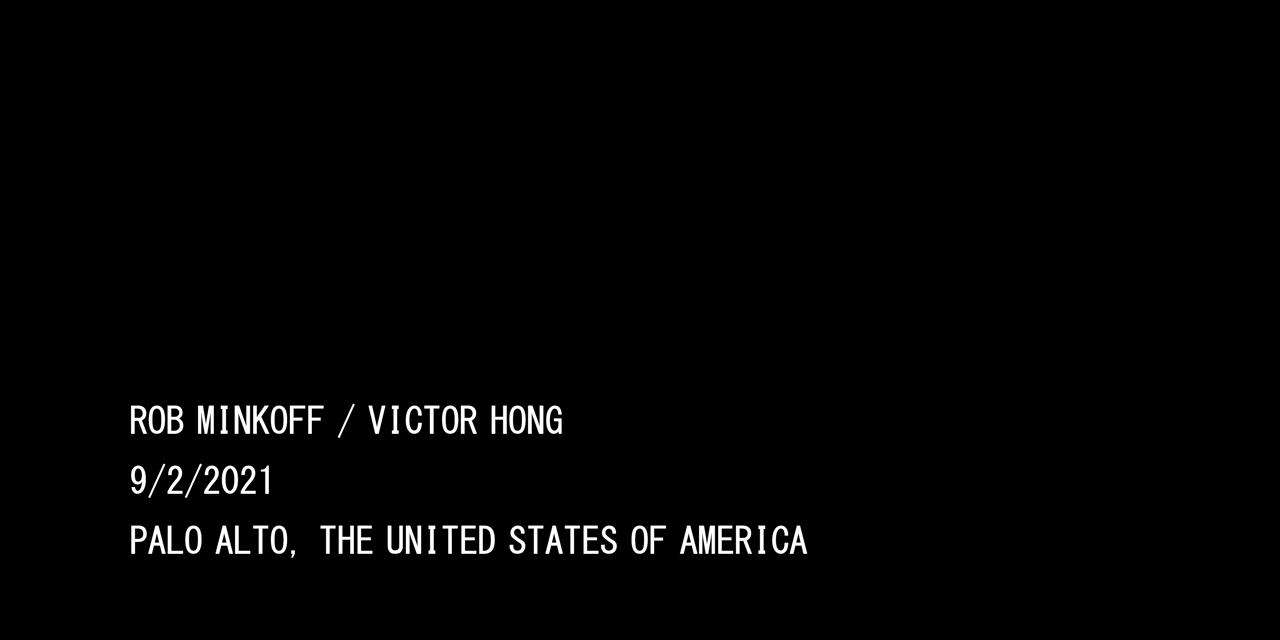 ROB MINKOFF / VICTOR HONG
9/2/2021
PALO ALTO, THE UNITED STATES OF AMERICA